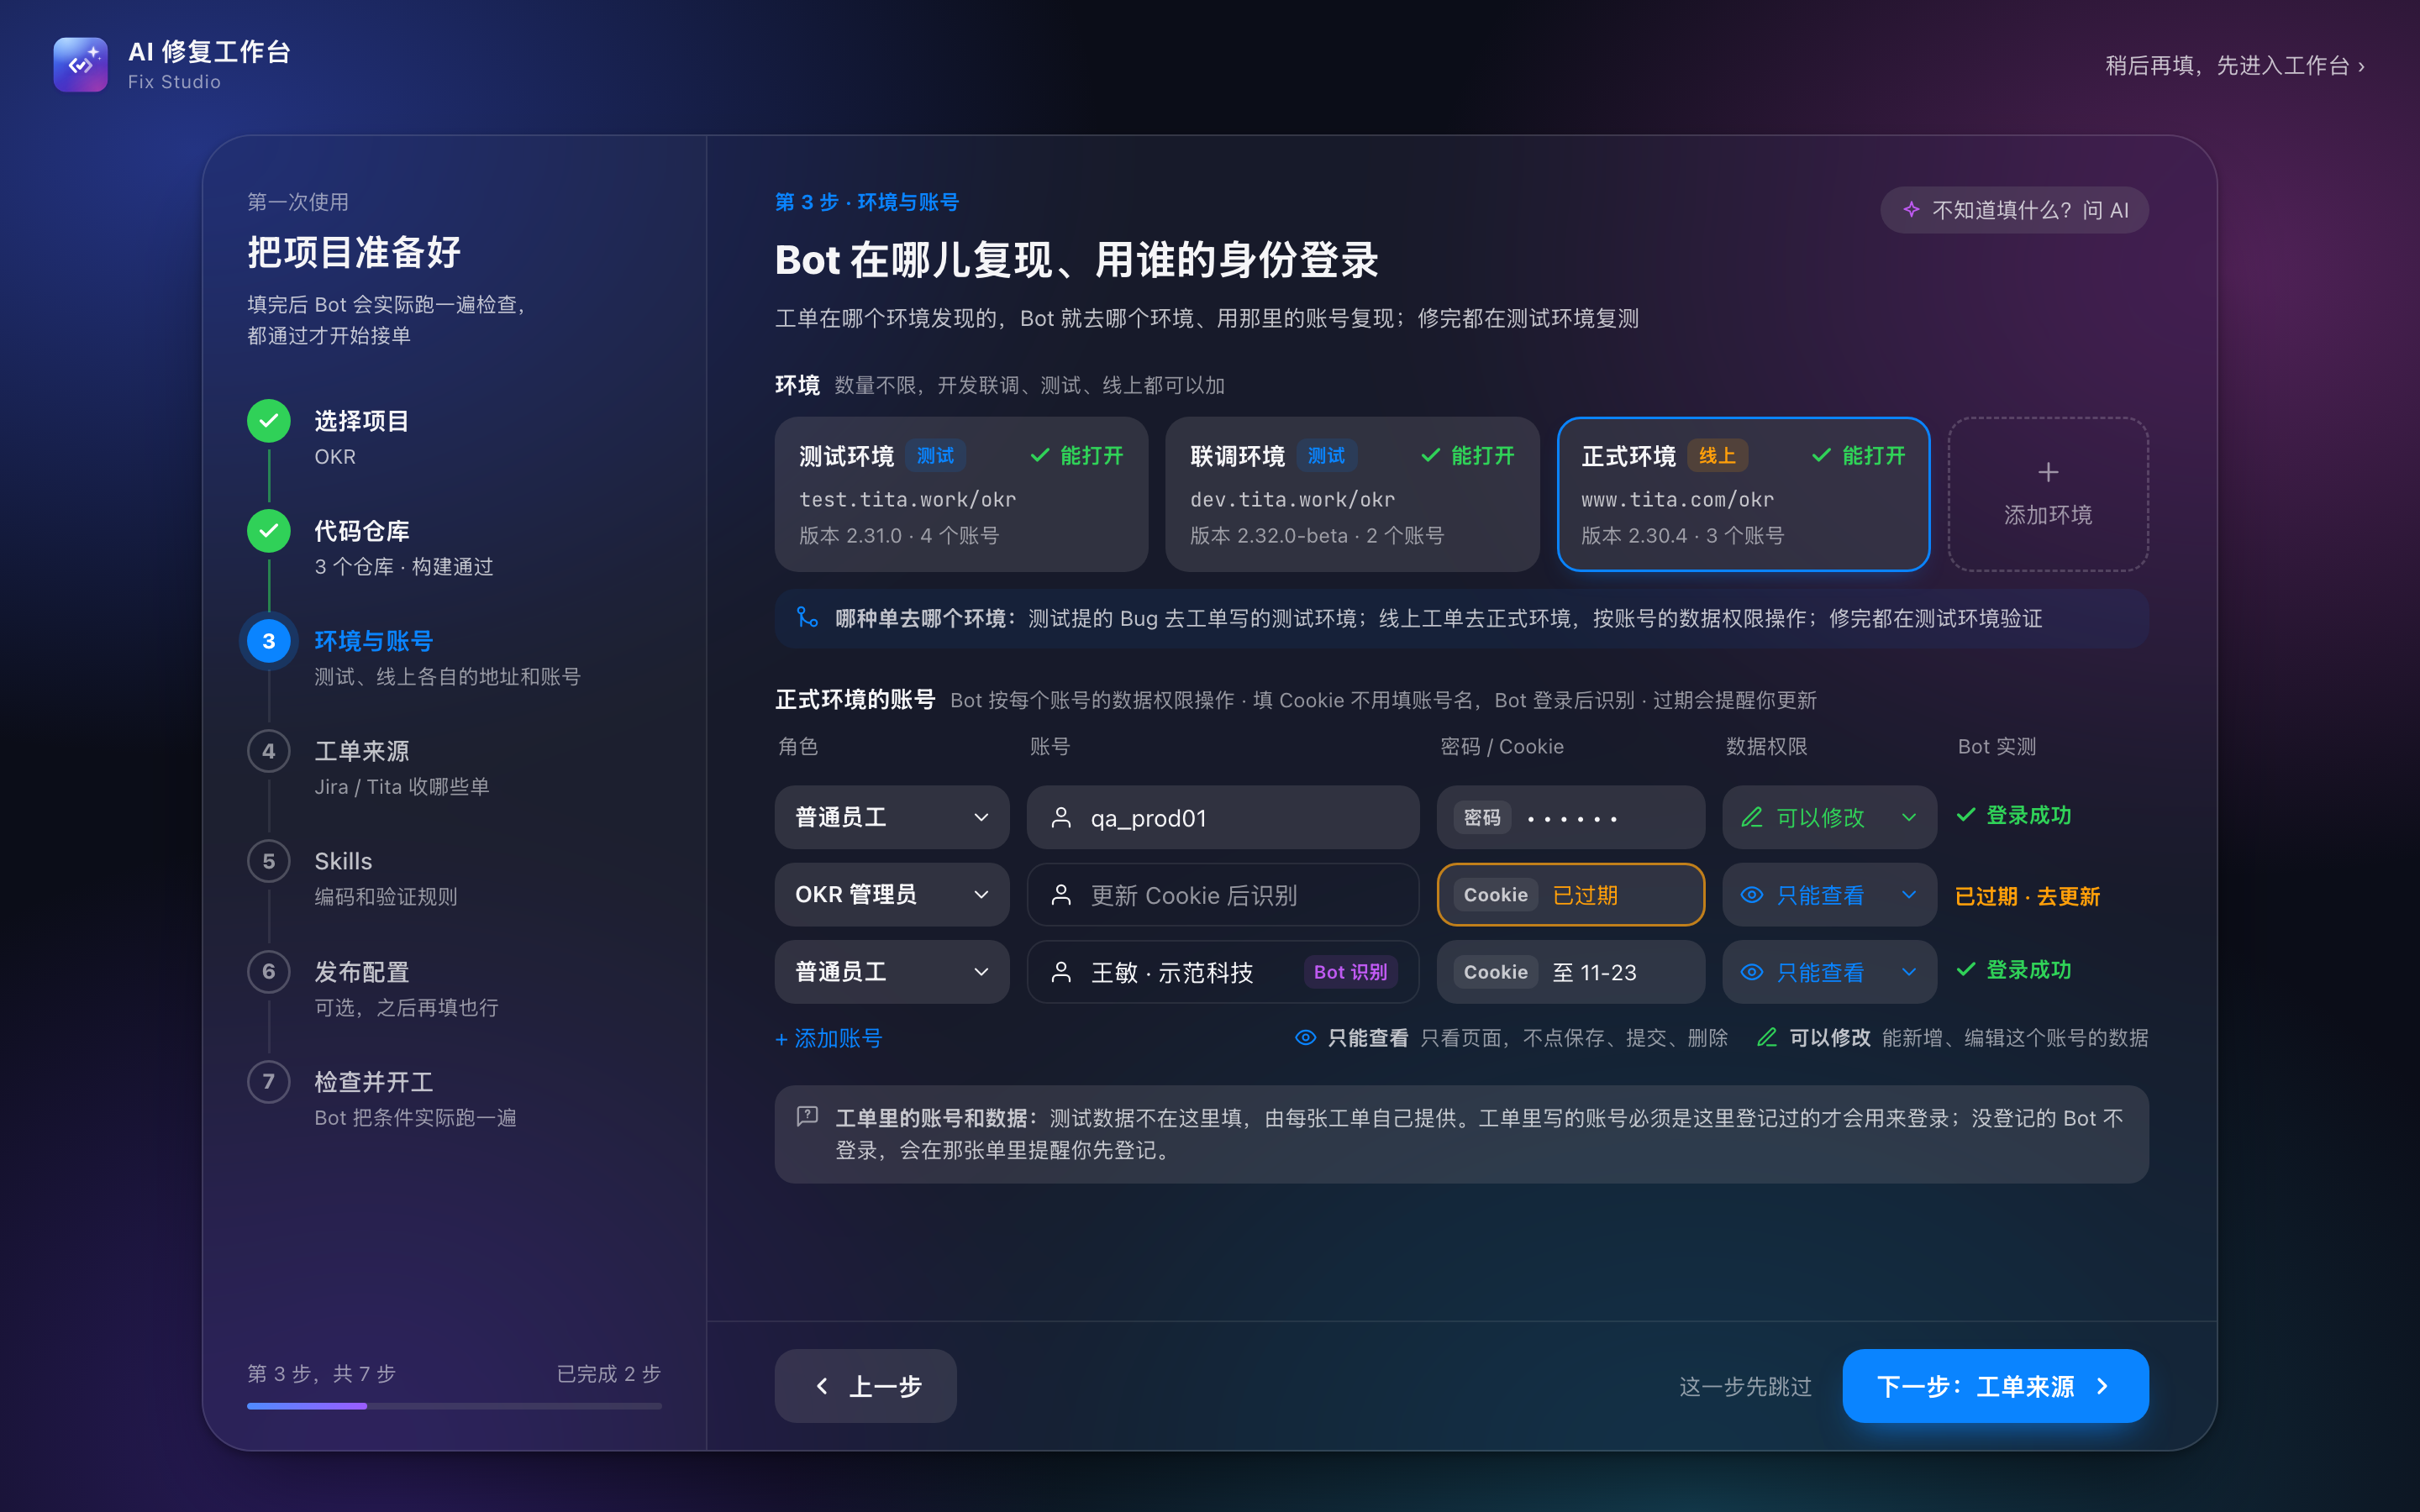 AI 修复工作台
Fix Studio
稍后再填，先进入工作台 ›
第一次使用
把项目准备好
填完后 Bot 会实际跑一遍检查，
都通过才开始接单
选择项目
OKR
代码仓库
3 个仓库 · 构建通过
3
环境与账号
测试、线上各自的地址和账号
4
工单来源
Jira / Tita 收哪些单
5
Skills
编码和验证规则
6
发布配置
可选，之后再填也行
7
检查并开工
Bot 把条件实际跑一遍
第 3 步，共 7 步 已完成 2 步
第 3 步 · 环境与账号
不知道填什么？问 AI
Bot 在哪儿复现、用谁的身份登录
工单在哪个环境发现的，Bot 就去哪个环境、用那里的账号复现；修完都在测试环境复测
环境 数量不限，开发联调、测试、线上都可以加
测试环境 测试 能打开
test.tita.work/okr
版本 2.31.0 · 4 个账号
联调环境 测试 能打开
dev.tita.work/okr
版本 2.32.0-beta · 2 个账号
正式环境 线上 能打开
www.tita.com/okr
版本 2.30.4 · 3 个账号
+
添加环境
哪种单去哪个环境：测试提的 Bug 去工单写的测试环境；线上工单去正式环境，按账号的数据权限操作；修完都在测试环境验证
正式环境的账号 Bot 按每个账号的数据权限操作 · 填 Cookie 不用填账号名，Bot 登录后识别 · 过期会提醒你更新
角色 账号 密码 / Cookie 数据权限 Bot 实测
普通员工 qa_prod01 密码 • • • • • • 可以修改 登录成功
OKR 管理员 更新 Cookie 后识别 Cookie 已过期 只能查看 已过期 · 去更新
普通员工 王敏 · 示范科技 Bot 识别 Cookie 至 11-23 只能查看 登录成功
+ 添加账号 只能查看 只看页面，不点保存、提交、删除 可以修改 能新增、编辑这个账号的数据
工单里的账号和数据：测试数据不在这里填，由每张工单自己提供。工单里写的账号必须是这里登记过的才会用来登录；没登记的 Bot 不
登录，会在那张单里提醒你先登记。
上一步 这一步先跳过 下一步：工单来源